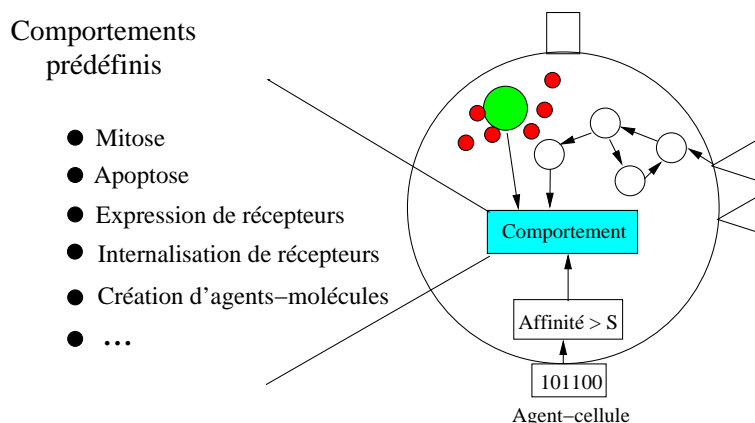 Comportements
prédéfinis
Mitose
Apoptose
Expression de récepteurs
Internalisation de récepteurs
Création d'agents−molécules
...
Comportement
Affinité > S
101100
Agent−cellule